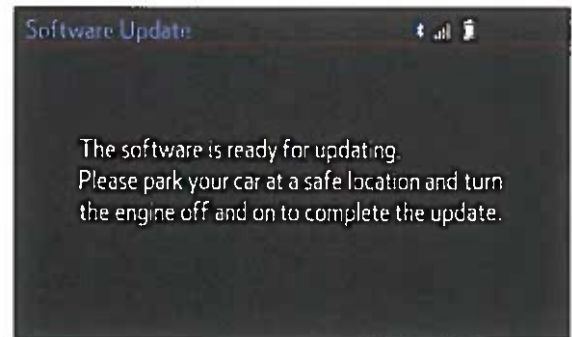 Software Update
The software is ready for updating.
Please park your car at a safe location and turn
the engine off and on to complete the update.